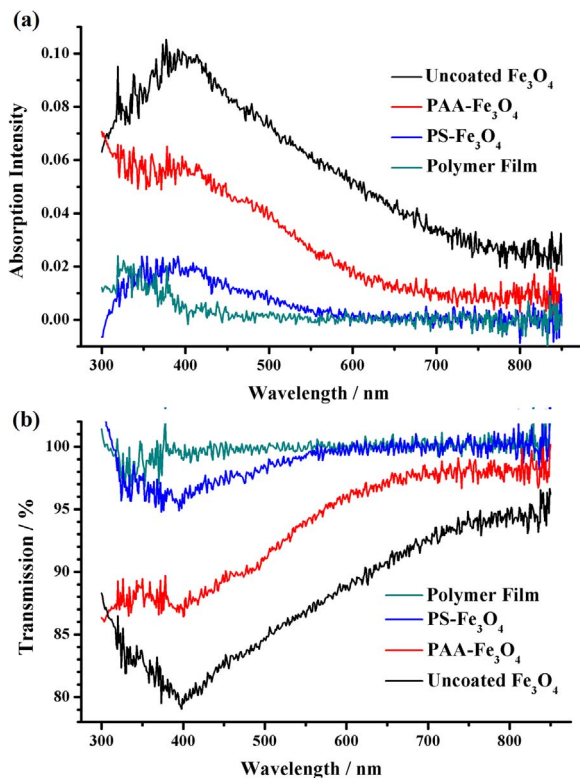 (a)
Absorption Intensity
0.10
0.08
0.06
0.04
0.02
0.00
Uncoated Fe₃O₄
PAA-Fe₃O₄
PS-Fe₃O₄
Polymer Film
300 400 500 600 700 800
Wavelength / nm
(b)
Transmission / %
100
95
90
85
80
Polymer Film
PS-Fe₃O₄
PAA-Fe₃O₄
Uncoated Fe₃O₄
300 400 500 600 700 800
Wavelength / nm